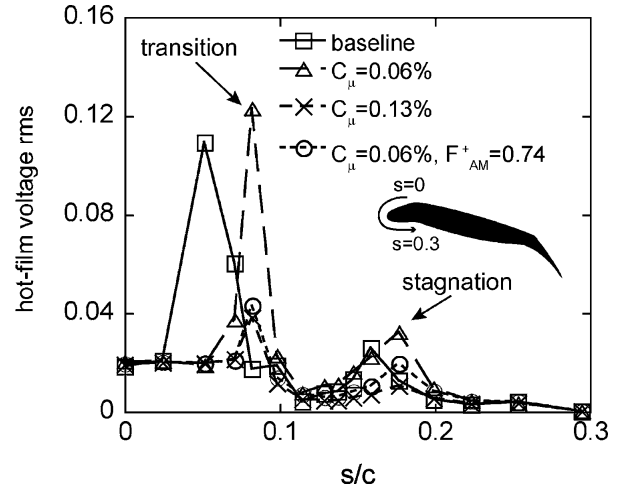 transition
baseline
Cμ=0.06%
Cμ=0.13%
Cμ=0.06%, F⁺AM=0.74
s=0
s=0.3
stagnation
0.16
0.12
0.08
0.04
0
hot-film voltage rms
0
0.1
0.2
0.3
s/c